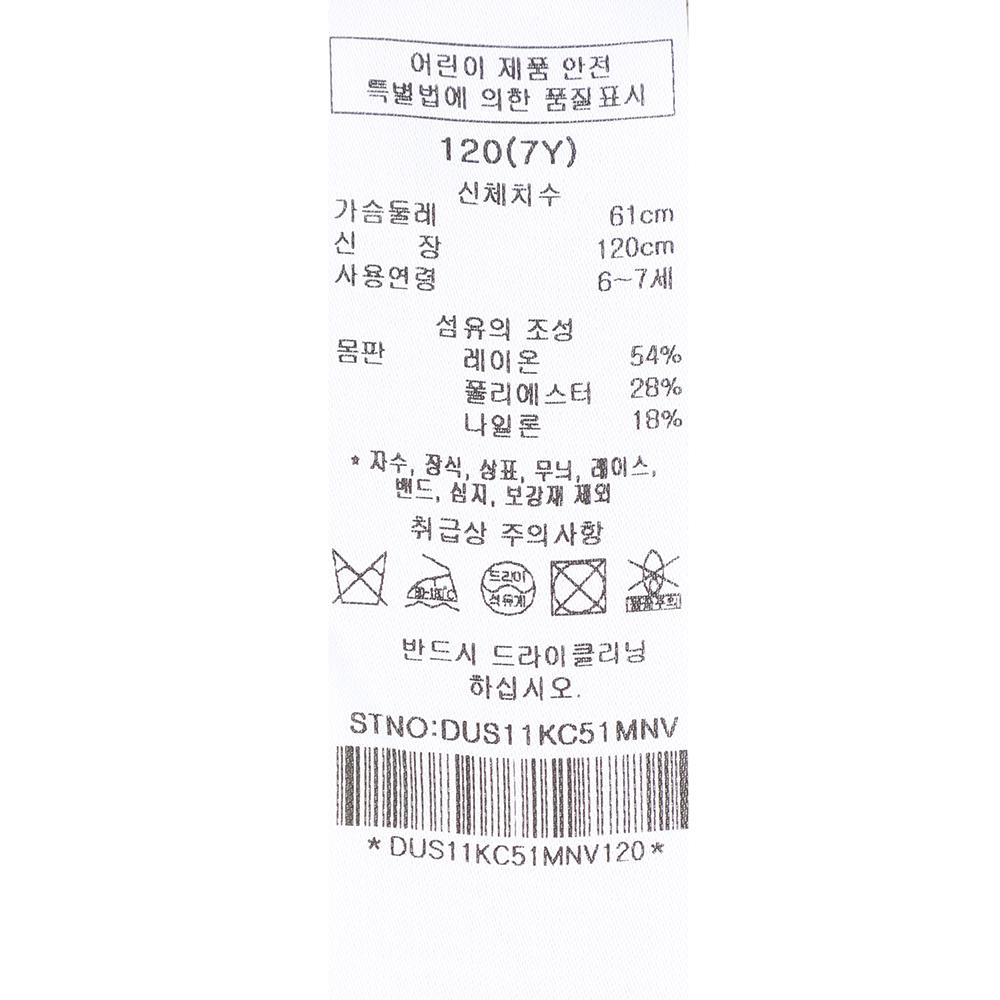 어린이 제품 안전
특별법에 의한 품질표시
120(7Y)
신체치수
가슴둘레 61cm
신 장 120cm
사용연령 6~7세
섬유의 조성
몸판 레이온 54%
폴리에스터 28%
나일론 18%
* 자수, 장식, 상표, 무늬, 레이스,
밴드, 심지, 보강재 제외
취급상 주의사항
80-120℃ 드라이
석유계
반드시 드라이클리닝
하십시오.
STNO:DUS11KC51MNV
*DUS11KC51MNV120*